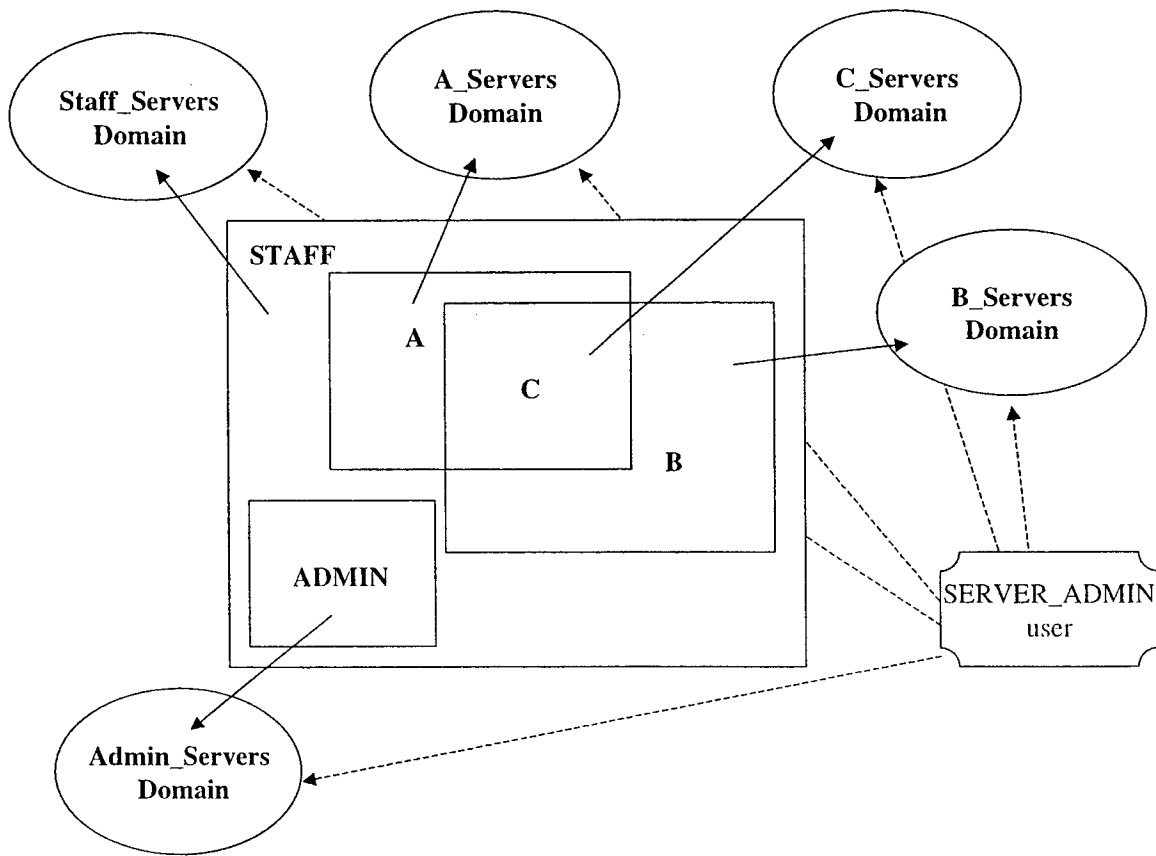 Staff_Servers
Domain
A_Servers
Domain
C_Servers
Domain
STAFF
B_Servers
Domain
A
C
B
ADMIN
SERVER_ADMIN
user
Admin_Servers
Domain